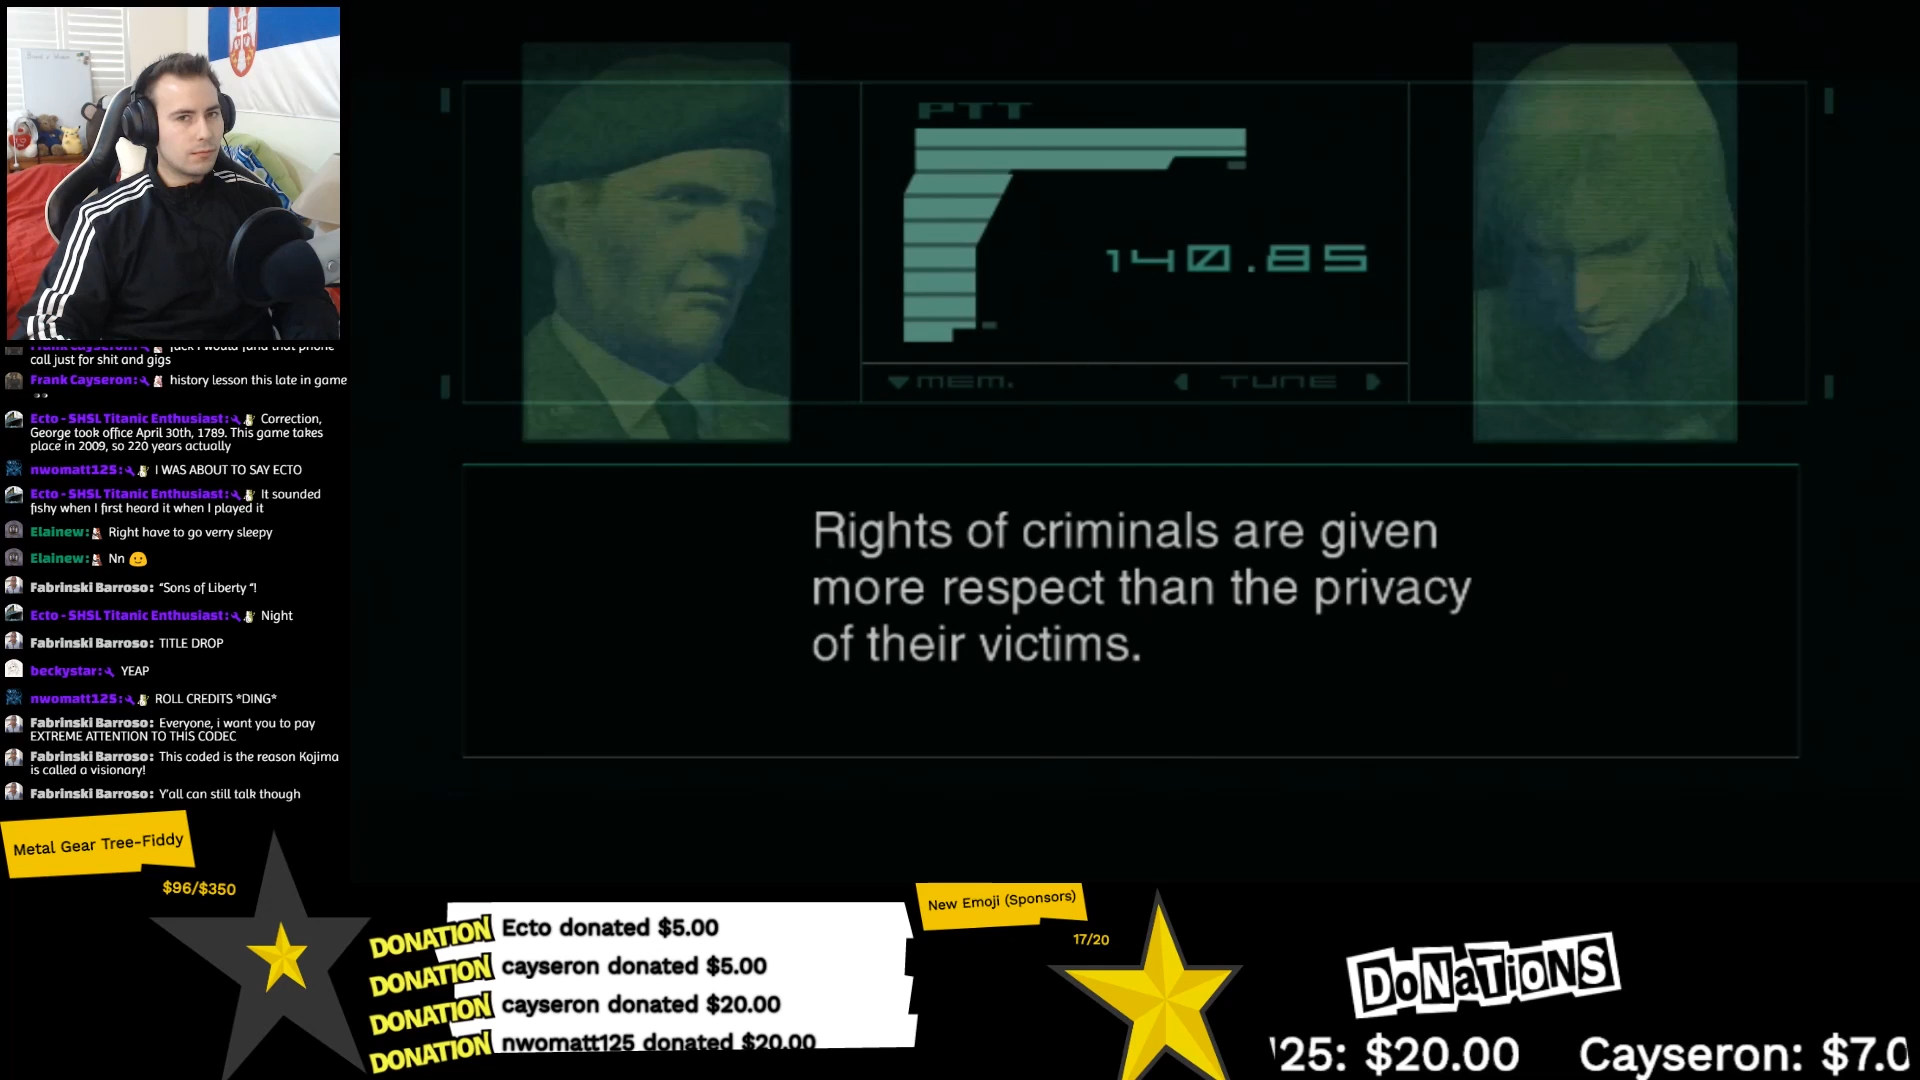 call just for shit and gigs
Frank Cayseron: history lesson this late in game
Ecto - SHSL Titanic Enthusiast: Correction,
George took office April 30th, 1789. This game takes
place in 2009, so 220 years actually
nwomatt125: I WAS ABOUT TO SAY ECTO
Ecto - SHSL Titanic Enthusiast: It sounded
fishy when I first heard it when I played it
Elainew: Right have to go verry sleepy
Elainew: Nn
Fabrinski Barroso: "Sons of Liberty "!
Ecto - SHSL Titanic Enthusiast: Night
Fabrinski Barroso: TITLE DROP
beckystar: YEAP
nwomatt125: ROLL CREDITS *DING*
Fabrinski Barroso: Everyone, i want you to pay
EXTREME ATTENTION TO THIS CODEC
Fabrinski Barroso: This coded is the reason Kojima
is called a visionary!
Fabrinski Barroso: Y'all can still talk though
PTT
140.85
MEM.
TUNE
Rights of criminals are given
more respect than the privacy
of their victims.
Metal Gear Tree-Fiddy
$96/$350
DONATION Ecto donated $5.00
DONATION cayseron donated $5.00
DONATION cayseron donated $20.00
DONATION nwomatt125 donated $20.00
New Emoji (Sponsors)
17/20
DONATIONS
25: $20.00 Cayseron: $7.0